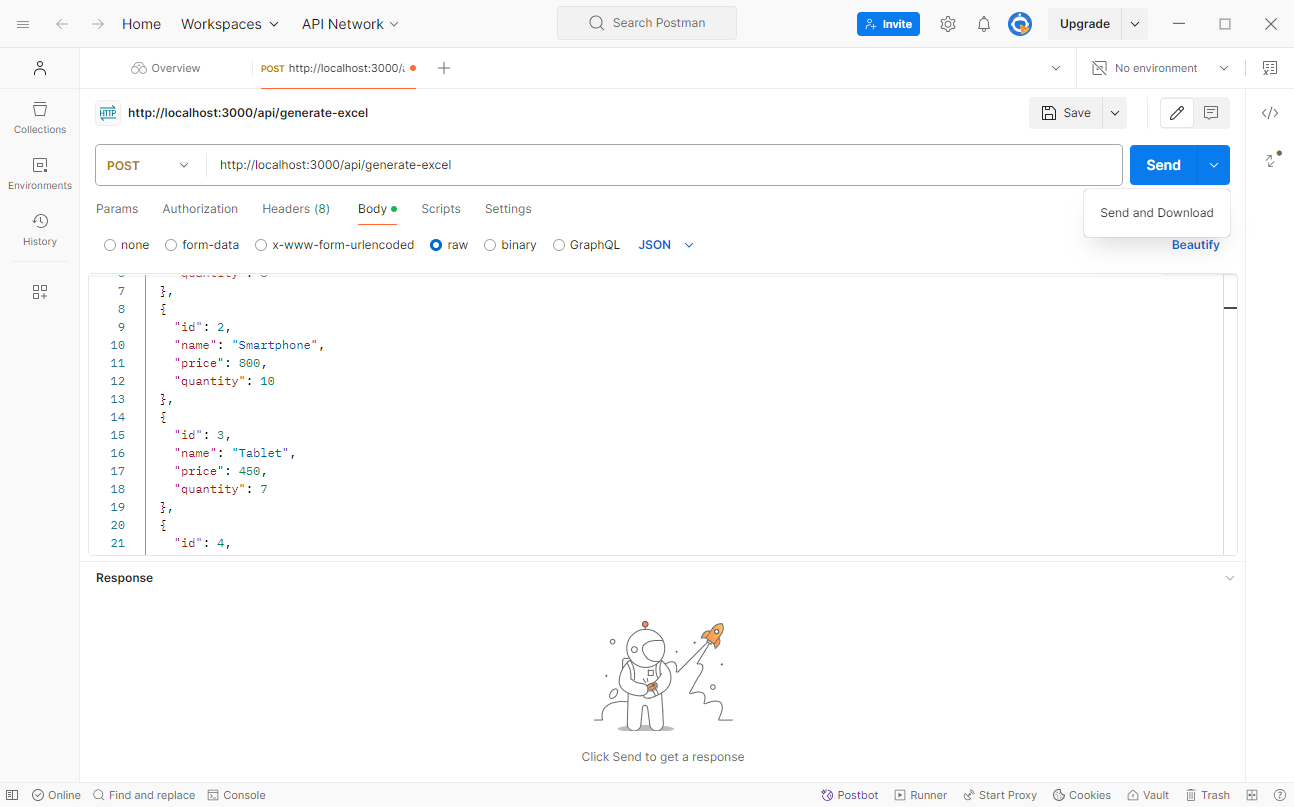 Home Workspaces API Network Search Postman Invite Upgrade
Overview POST http://localhost:3000/ No environment
HTTP http://localhost:3000/api/generate-excel Save
Collections
Environments
History
POST http://localhost:3000/api/generate-excel Send
Send and Download
Params Authorization Headers (8) Body Scripts Settings
none form-data x-www-form-urlencoded raw binary GraphQL JSON Beautify
7 },
8 {
9 "id": 2,
10 "name": "Smartphone",
11 "price": 800,
12 "quantity": 10
13 },
14 {
15 "id": 3,
16 "name": "Tablet",
17 "price": 450,
18 "quantity": 7
19 },
20 {
21 "id": 4,
Response
Click Send to get a response
Online Find and replace Console Postbot Runner Start Proxy Cookies Vault Trash